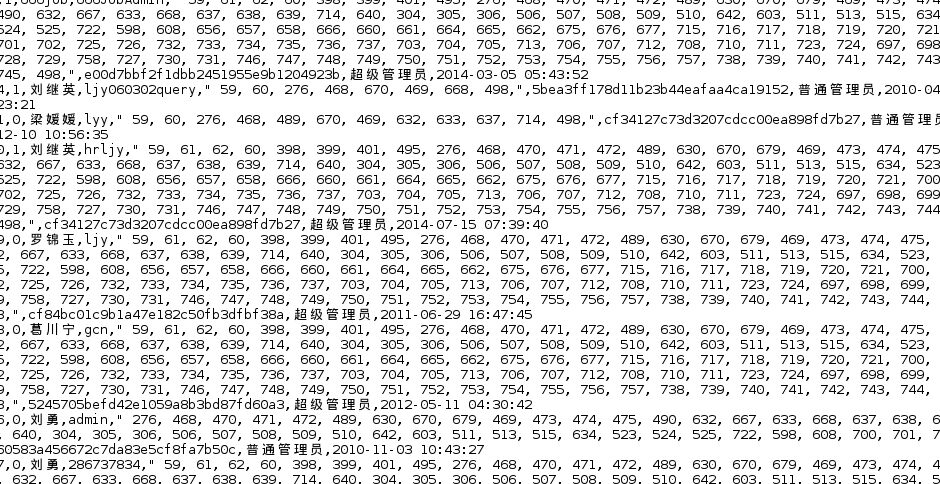 490, 632, 667, 633, 668, 637, 638, 639, 714, 640, 304, 305, 306, 506, 507, 508, 509, 510, 642, 603, 511, 513, 515, 634
524, 525, 722, 598, 608, 656, 657, 658, 666, 660, 661, 664, 665, 662, 675, 676, 677, 715, 716, 717, 718, 719, 720, 721
701, 702, 725, 726, 732, 733, 734, 735, 736, 737, 703, 704, 705, 713, 706, 707, 712, 708, 710, 711, 723, 724, 697, 698
728, 729, 758, 727, 730, 731, 746, 747, 748, 749, 750, 751, 752, 753, 754, 755, 756, 757, 738, 739, 740, 741, 742, 743
745, 498,",e00d7bbf2f1dbb2451955e9b1204923b,超级管理员,2014-03-05 05:43:52
4,1,刘继英,ljy060302query," 59, 60, 276, 468, 470, 469, 668, 498,",5bea3ff178d11b23b44eafaa4ca19152,普通管理员,2010-04
23:21
1,0,梁媛媛,lyy," 59, 60, 276, 468, 489, 670, 469, 632, 633, 637, 714, 498,",cf34127c73d3207cdcc00ea898fd7b27,普通管理员
12-10 10:56:35
0,1,刘继英,hrljy," 59, 61, 62, 60, 398, 399, 401, 495, 276, 468, 470, 471, 472, 489, 630, 670, 679, 469, 473, 474, 475
632, 667, 633, 668, 637, 638, 639, 714, 640, 304, 305, 306, 506, 507, 508, 509, 510, 642, 603, 511, 513, 515, 634, 523
525, 722, 598, 608, 656, 657, 658, 666, 660, 661, 664, 665, 662, 675, 676, 677, 715, 716, 717, 718, 719, 720, 721, 700
702, 725, 726, 732, 733, 734, 735, 736, 737, 703, 704, 705, 713, 706, 707, 712, 708, 710, 711, 723, 724, 697, 698, 699
729, 758, 727, 730, 731, 746, 747, 748, 749, 750, 751, 752, 753, 754, 755, 756, 757, 738, 739, 740, 741, 742, 743, 744
498,",cf34127c73d3207cdcc00ea898fd7b27,超级管理员,2014-07-15 07:39:40
9,0,罗锦玉,ljy," 59, 61, 62, 60, 398, 399, 401, 495, 276, 468, 470, 471, 472, 489, 630, 670, 679, 469, 473, 474, 475,
2, 667, 633, 668, 637, 638, 639, 714, 640, 304, 305, 306, 506, 507, 508, 509, 510, 642, 603, 511, 513, 515, 634, 523,
5, 722, 598, 608, 656, 657, 658, 666, 660, 661, 664, 665, 662, 675, 676, 677, 715, 716, 717, 718, 719, 720, 721, 700,
2, 725, 726, 732, 733, 734, 735, 736, 737, 703, 704, 705, 713, 706, 707, 712, 708, 710, 711, 723, 724, 697, 698, 699,
9, 758, 727, 730, 731, 746, 747, 748, 749, 750, 751, 752, 753, 754, 755, 756, 757, 738, 739, 740, 741, 742, 743, 744,
8,",cf84bc01c9b1a47e182c50fb3dfbf38a,超级管理员,2011-06-29 16:47:45
8,0,葛川宁,gcn," 59, 61, 62, 60, 398, 399, 401, 495, 276, 468, 470, 471, 472, 489, 630, 670, 679, 469, 473, 474, 475,
2, 667, 633, 668, 637, 638, 639, 714, 640, 304, 305, 306, 506, 507, 508, 509, 510, 642, 603, 511, 513, 515, 634, 523,
5, 722, 598, 608, 656, 657, 658, 666, 660, 661, 664, 665, 662, 675, 676, 677, 715, 716, 717, 718, 719, 720, 721, 700,
2, 725, 726, 732, 733, 734, 735, 736, 737, 703, 704, 705, 713, 706, 707, 712, 708, 710, 711, 723, 724, 697, 698, 699,
9, 758, 727, 730, 731, 746, 747, 748, 749, 750, 751, 752, 753, 754, 755, 756, 757, 738, 739, 740, 741, 742, 743, 744,
8,",5245705befd42e1059a8b3bd87fd60a3,超级管理员,2012-05-11 04:30:42
6,0,刘勇,admin," 276, 468, 470, 471, 472, 489, 630, 670, 679, 469, 473, 474, 475, 490, 632, 667, 633, 668, 637, 638, 6
, 640, 304, 305, 306, 506, 507, 508, 509, 510, 642, 603, 511, 513, 515, 634, 523, 524, 525, 722, 598, 608, 700, 701, 7
60583a456672c7da83e5cf8fa7b50c,普通管理员,2010-11-03 10:43:27
7,0,刘勇,286737834," 59, 61, 62, 60, 398, 399, 401, 495, 276, 468, 470, 471, 472, 489, 630, 670, 679, 469, 473, 474, 4
, 632, 667, 633, 668, 637, 638, 639, 714, 640, 304, 305, 306, 506, 507, 508, 509, 510, 642, 603, 511, 513, 515, 634, 5